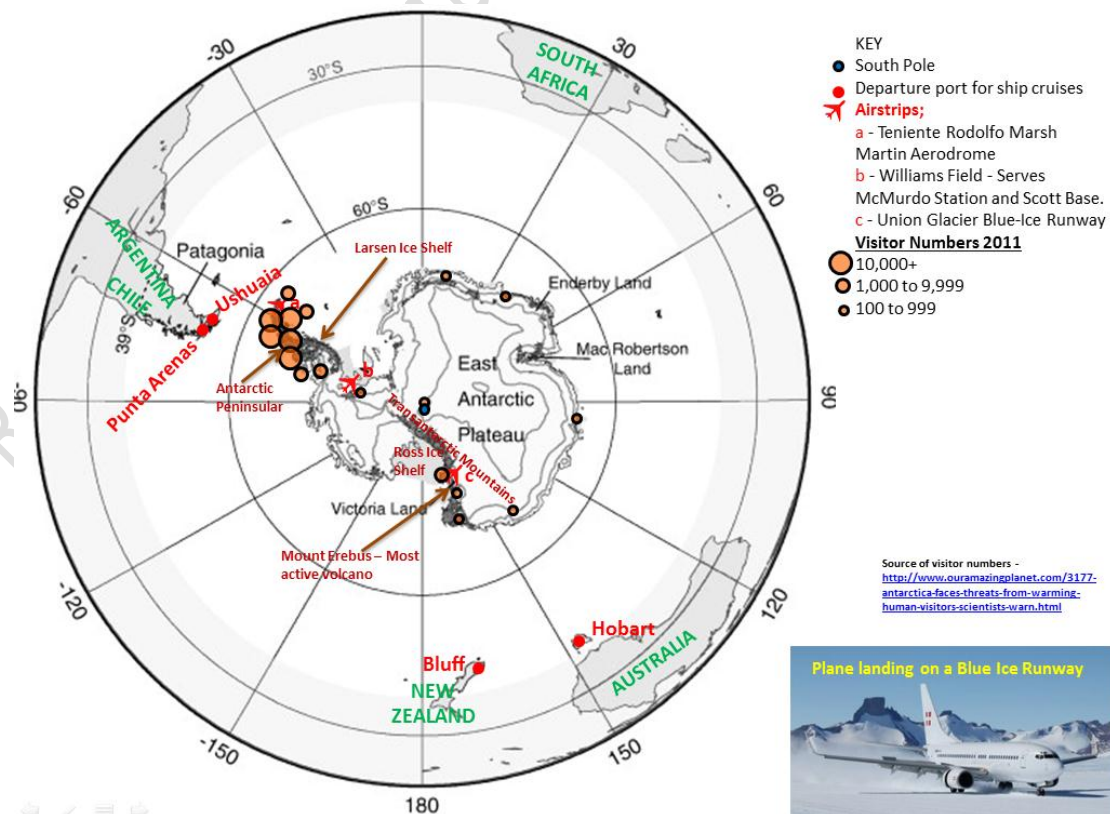 -30
30
30°S
SOUTH
AFRICA
KEY
South Pole
Departure port for ship cruises
Airstrips;
a - Teniente Rodolfo Marsh
Martin Aerodrome
b - Williams Field - Serves
McMurdo Station and Scott Base.
c - Union Glacier Blue-Ice Runway
Visitor Numbers 2011
10,000+
1,000 to 9,999
100 to 999
-60
60
60°S
ARGENTINA
CHILE
Patagonia
Larsen Ice Shelf
Ushuaia
Punta Arenas
39°S
a
b
Enderby Land
Mac Robertson
Land
East
Antarctic
Plateau
Antarctic
Peninsular
-90
90
Transantarctic Mountains
Ross Ice
Shelf
c
Victoria Land
Mount Erebus – Most
active volcano
-120
120
Hobart
Bluff
NEW
ZEALAND
AUSTRALIA
-150
150
180
Source of visitor numbers -
http://www.ouramazingplanet.com/3177-
antarctica-faces-threats-from-warming-
human-visitors-scientists-warn.html
Plane landing on a Blue Ice Runway